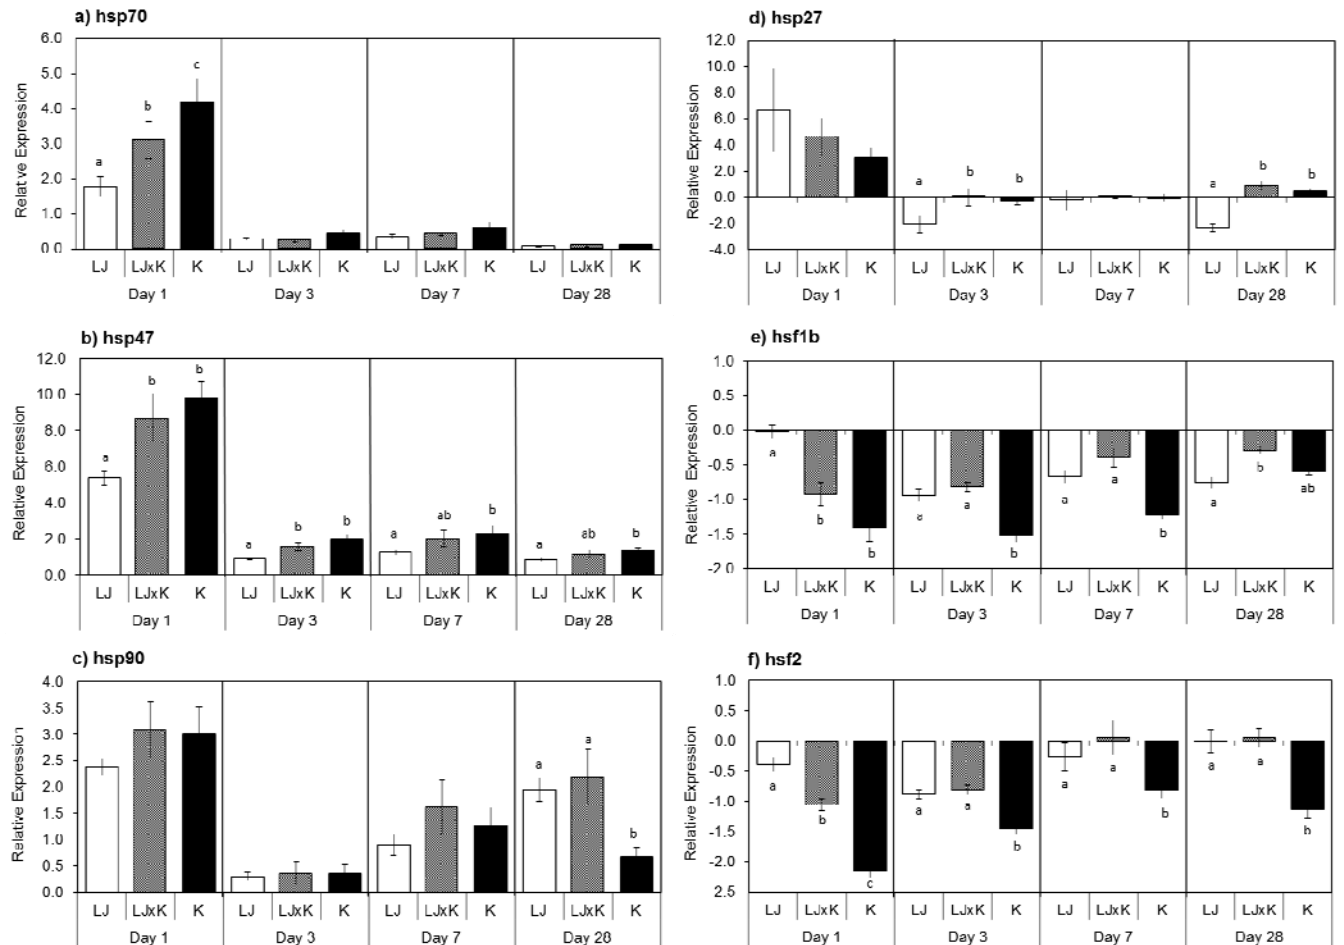 a) hsp70
Relative Expression
6.0
5.0
4.0
3.0
2.0
1.0
0.0
a b c
LJ LJxK K LJ LJxK K LJ LJxK K LJ LJxK K
Day 1 Day 3 Day 7 Day 28
b) hsp47
Relative Expression
12.0
10.0
8.0
6.0
4.0
2.0
0.0
a b b a b b a ab b a ab b
LJ LJxK K LJ LJxK K LJ LJxK K LJ LJxK K
Day 1 Day 3 Day 7 Day 28
c) hsp90
Relative Expression
4.0
3.5
3.0
2.5
2.0
1.5
1.0
0.5
0.0
a a b
LJ LJxK K LJ LJxK K LJ LJxK K LJ LJxK K
Day 1 Day 3 Day 7 Day 28
d) hsp27
Relative Expression
12.0
10.0
8.0
6.0
4.0
2.0
0.0
-2.0
-4.0
a b b a b b
LJ LJxK K LJ LJxK K LJ LJxK K LJ LJxK K
Day 1 Day 3 Day 7 Day 28
e) hsf1b
Relative Expression
1.0
0.5
0.0
-0.5
-1.0
-1.5
-2.0
a b b a a b a a b a b ab
LJ LJxK K LJ LJxK K LJ LJxK K LJ LJxK K
Day 1 Day 3 Day 7 Day 28
f) hsf2
Relative Expression
1.0
0.5
0.0
-0.5
-1.0
-1.5
-2.0
2.5
a b c a a b a a b a a b
LJ LJxK K LJ LJxK K LJ LJxK K LJ LJxK K
Day 1 Day 3 Day 7 Day 28